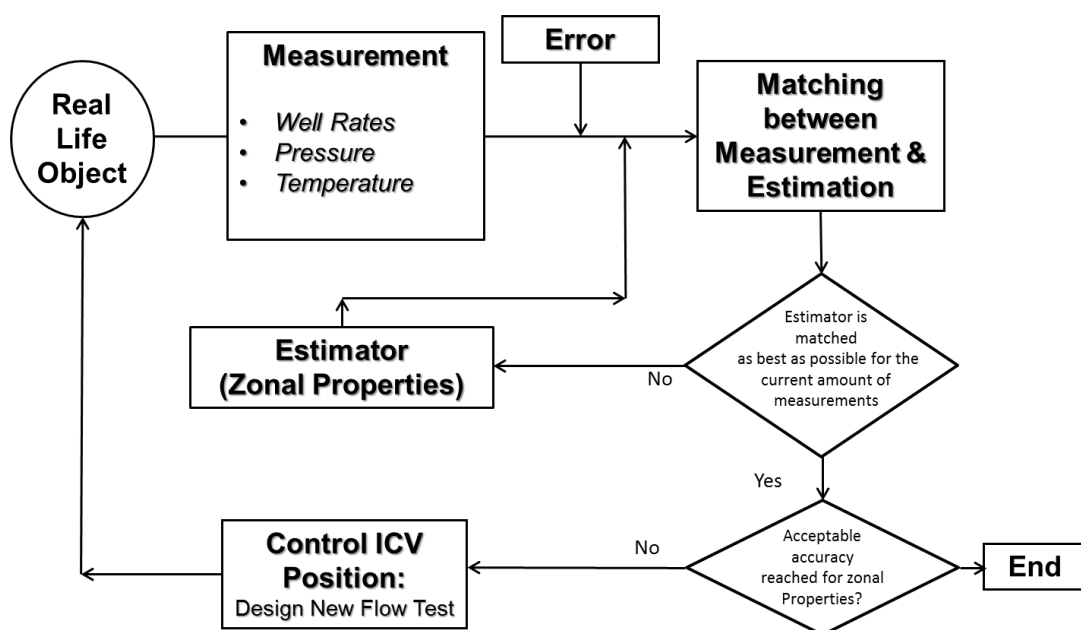 Real
Life
Object
Measurement
• Well Rates
• Pressure
• Temperature
Error
Matching
between
Measurement &
Estimation
Estimator
(Zonal Properties)
Estimator is
matched
as best as possible for the
current amount of
measurements
No
Yes
Acceptable
accuracy
reached for zonal
Properties?
No
Control ICV
Position:
Design New Flow Test
End